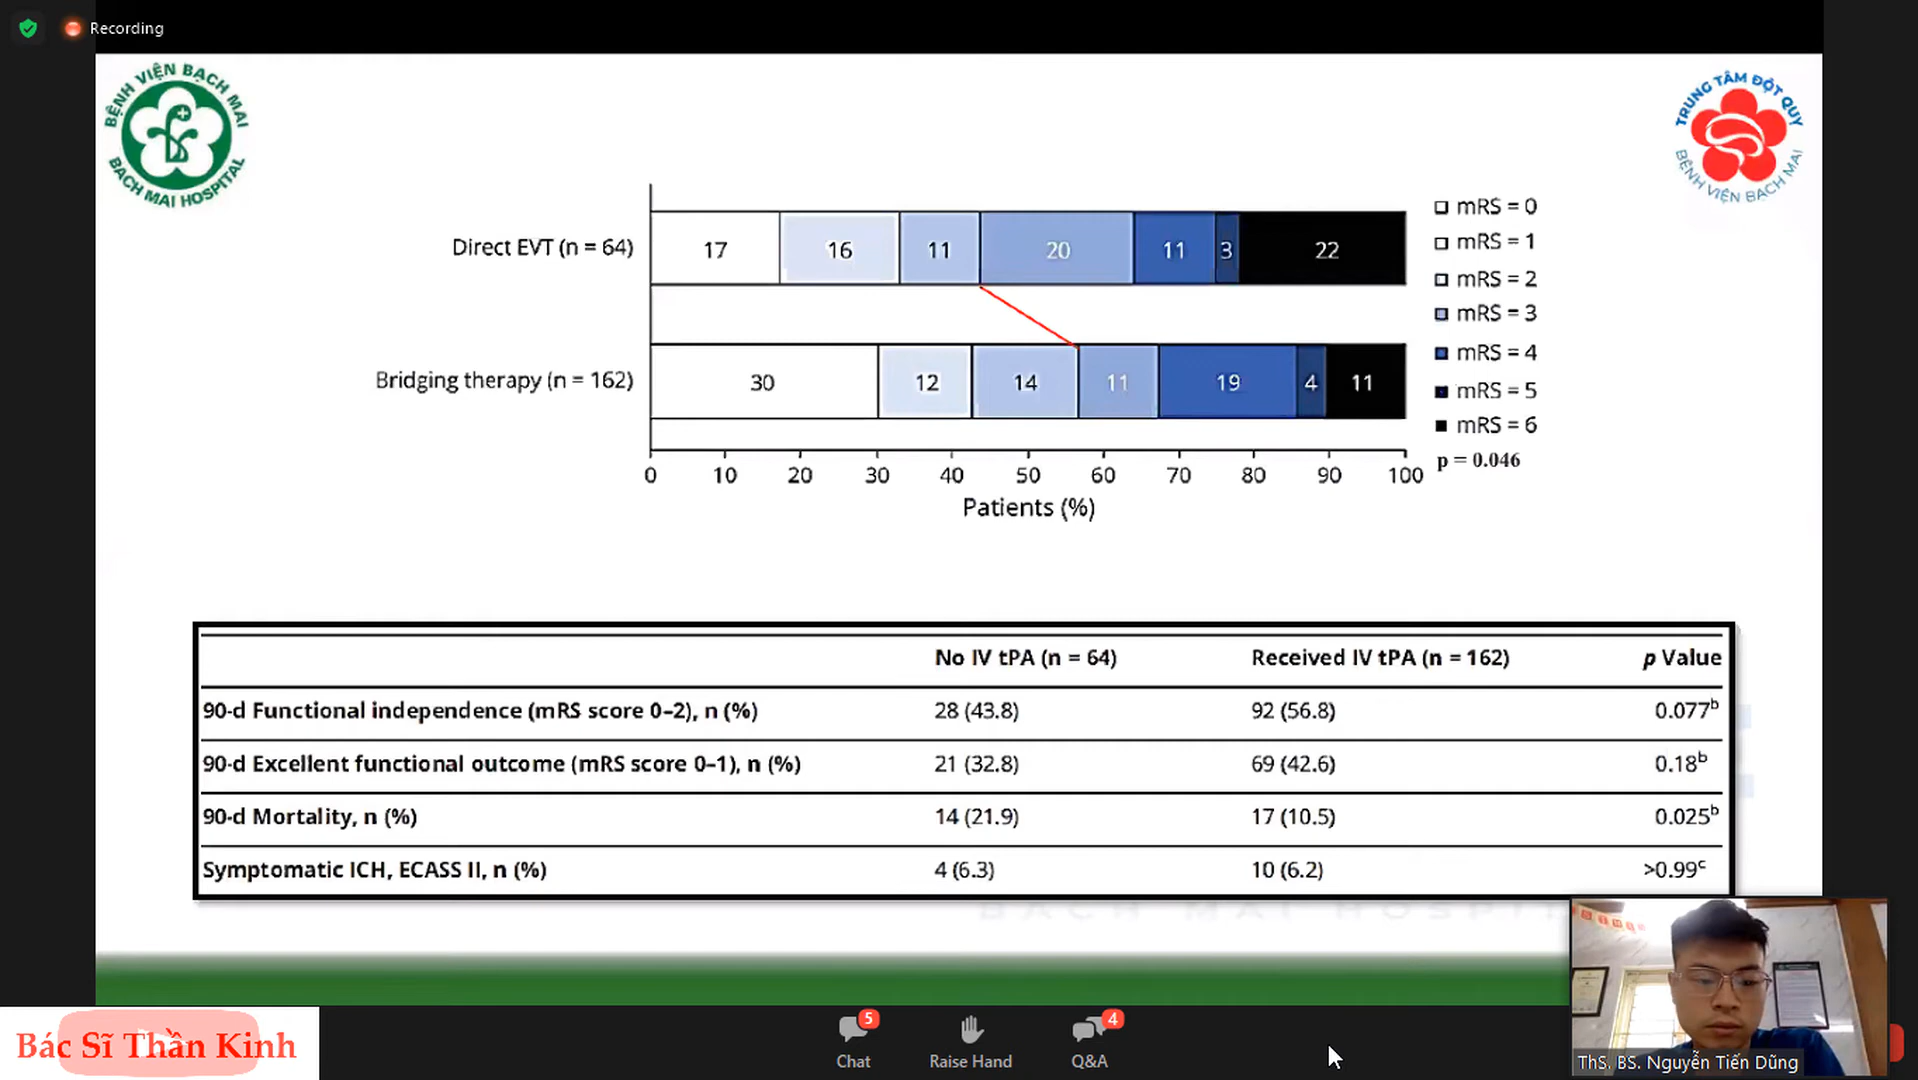 Recording
BỆNH VIỆN BẠCH MAI
BACH MAI HOSPITAL
TRUNG TÂM ĐỘT QUỴ
BỆNH VIỆN BẠCH MAI
Direct EVT (n = 64)
17 16 11 20 11 3 22
Bridging therapy (n = 162)
30 12 14 11 19 4 11
0 10 20 30 40 50 60 70 80 90 100
Patients (%)
mRS = 0
mRS = 1
mRS = 2
mRS = 3
mRS = 4
mRS = 5
mRS = 6
p = 0.046
No IV tPA (n = 64) Received IV tPA (n = 162) p Value
90-d Functional independence (mRS score 0–2), n (%) 28 (43.8) 92 (56.8) 0.077b
90-d Excellent functional outcome (mRS score 0–1), n (%) 21 (32.8) 69 (42.6) 0.18b
90-d Mortality, n (%) 14 (21.9) 17 (10.5) 0.025b
Symptomatic ICH, ECASS II, n (%) 4 (6.3) 10 (6.2) >0.99c
BACH MAI HOSPIT
Bác Sĩ Thần Kinh
5
Chat
Raise Hand
4
Q&A
ThS. BS. Nguyễn Tiến Dũng